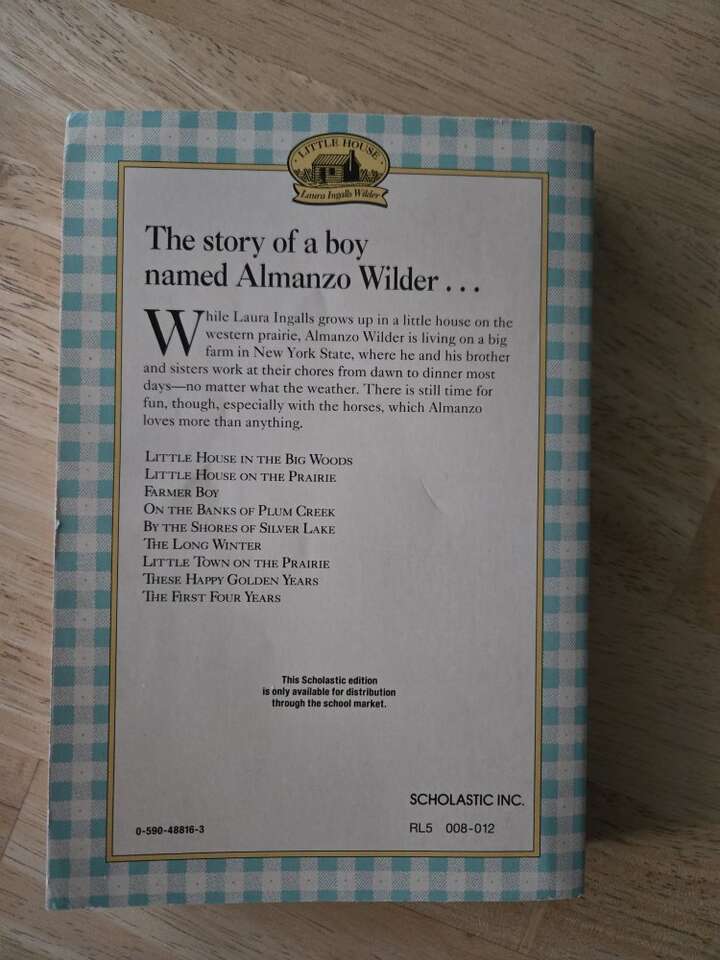 LITTLE HOUSE
Laura Ingalls Wilder
The story of a boy
named Almanzo Wilder . . .
While Laura Ingalls grows up in a little house on the
western prairie, Almanzo Wilder is living on a big
farm in New York State, where he and his brother
and sisters work at their chores from dawn to dinner most
days—no matter what the weather. There is still time for
fun, though, especially with the horses, which Almanzo
loves more than anything.
LITTLE HOUSE IN THE BIG WOODS
LITTLE HOUSE ON THE PRAIRIE
FARMER BOY
ON THE BANKS OF PLUM CREEK
BY THE SHORES OF SILVER LAKE
THE LONG WINTER
LITTLE TOWN ON THE PRAIRIE
THESE HAPPY GOLDEN YEARS
THE FIRST FOUR YEARS
This Scholastic edition
is only available for distribution
through the school market.
SCHOLASTIC INC.
0-590-48816-3
RL5 008-012